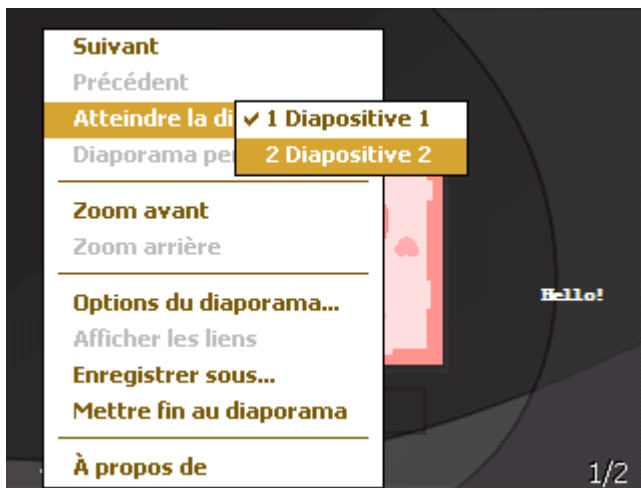 Suivant
Précédent
Atteindre la di
✓ 1 Diapositive 1
Diaporama pe
2 Diapositive 2
Zoom avant
Zoom arrière
Options du diaporama...
Hello!
Afficher les liens
Enregistrer sous...
Mettre fin au diaporama
À propos de
1/2